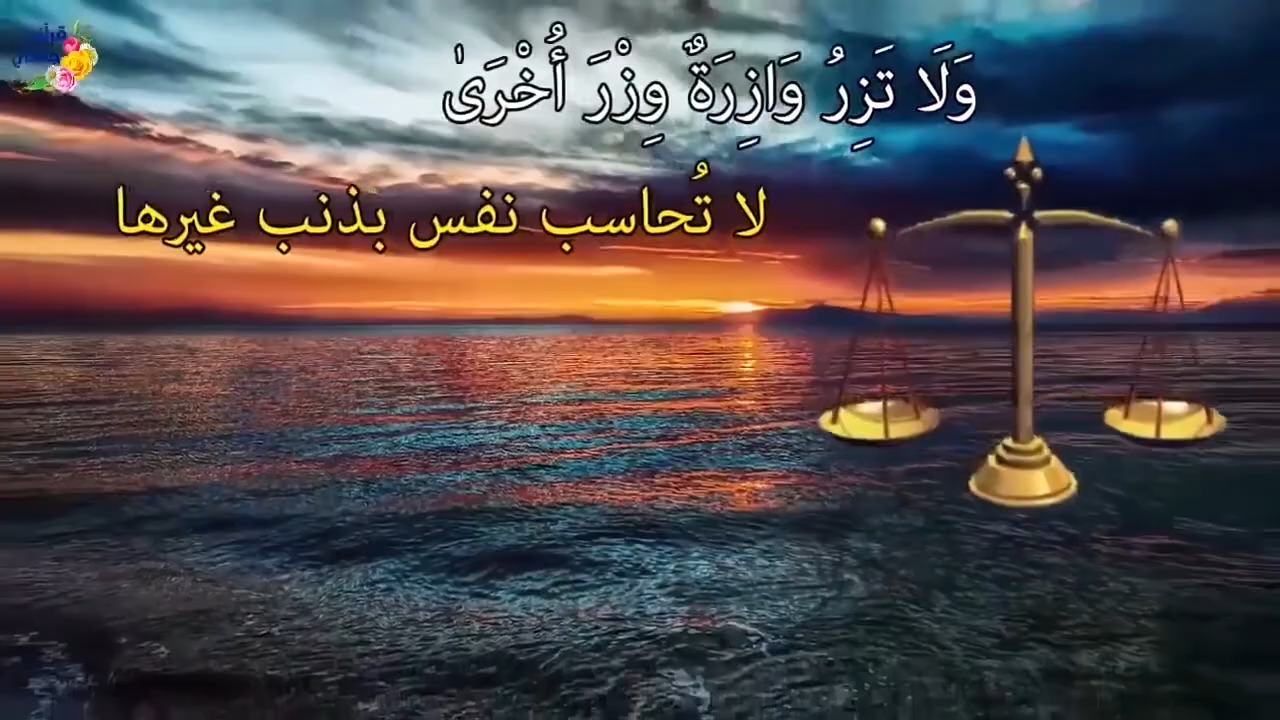 وَلَا تَزِرُ وَازِرَةٌ وِزْرَ أُخْرَىٰ
لا تُحاسب نفس بذنب غيرها